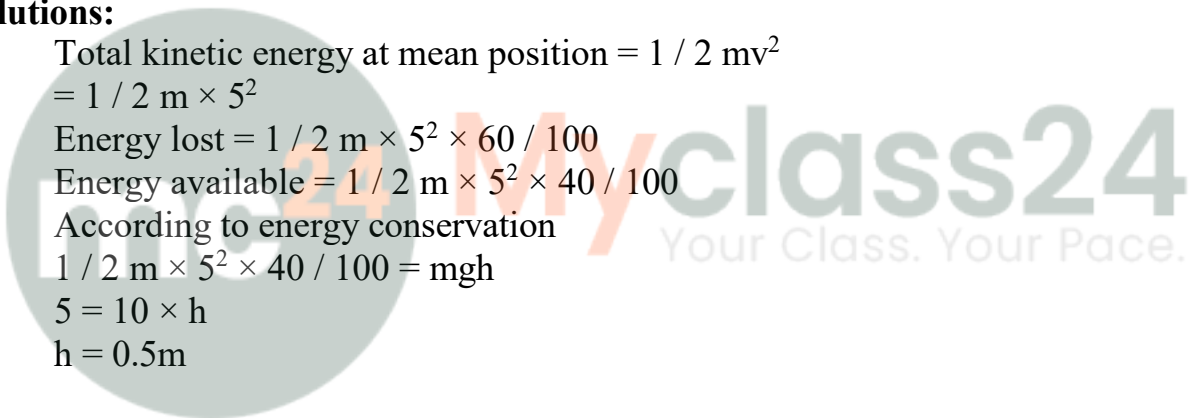 lutions:
Total kinetic energy at mean position = 1 / 2 mv²
= 1 / 2 m × 5²
Energy lost = 1 / 2 m × 5² × 60 / 100
Energy available = 1 / 2 m × 5² × 40 / 100
According to energy conservation
1 / 2 m × 5² × 40 / 100 = mgh
5 = 10 × h
h = 0.5m
mc24
Myclass24
Your Class. Your Pace.